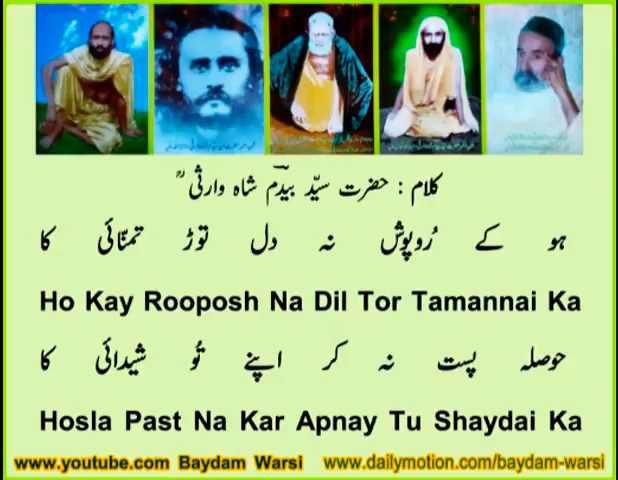 کلام : حضرت سیّد بیدؔم شاہ وارثی ؒ
ہو کے رُوپوش نہ دل توڑ تمنّائی کا
Ho Kay Rooposh Na Dil Tor Tamannai Ka
حوصلہ پست نہ کر اپنے تُو شیدائی کا
Hosla Past Na Kar Apnay Tu Shaydai Ka
www.youtube.com Baydam Warsi www.dailymotion.com/baydam-warsi